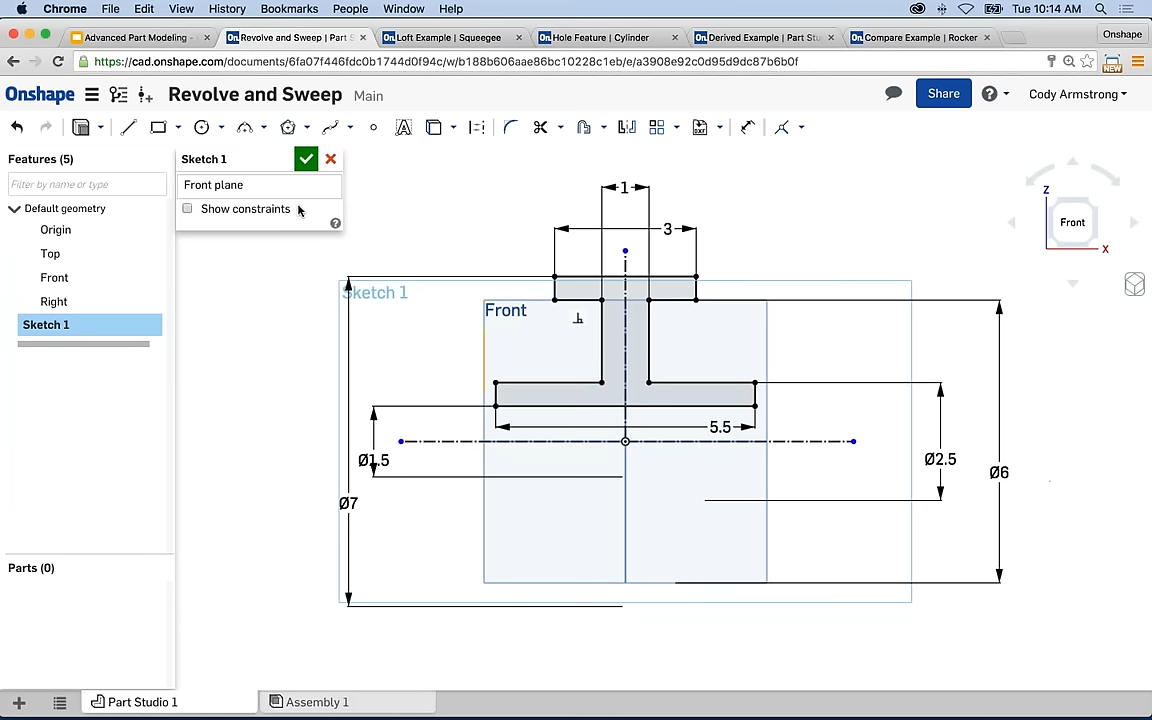 Chrome File Edit View History Bookmarks People Window Help Tue 10:14 AM
Advanced Part Modeling - Revolve and Sweep | Part S Loft Example | Squeegee Hole Feature | Cylinder Derived Example | Part Stu Compare Example | Rocker Onshape
https://cad.onshape.com/documents/6fa07f446fdc0b1744d0f94c/w/b188b606aae86bc10228c1eb/e/a3908e92c0d95d9dc87b6b0f NEW
Onshape Revolve and Sweep Main Share Cody Armstrong
Features (5)
Filter by name or type
Default geometry
Origin
Top
Front
Right
Sketch 1
Parts (0)
Sketch 1
Front plane
Show constraints
1
3
Sketch 1
Front
5.5
Ø1.5
Ø2.5
Ø6
Ø7
Z
Front
X
Part Studio 1 Assembly 1